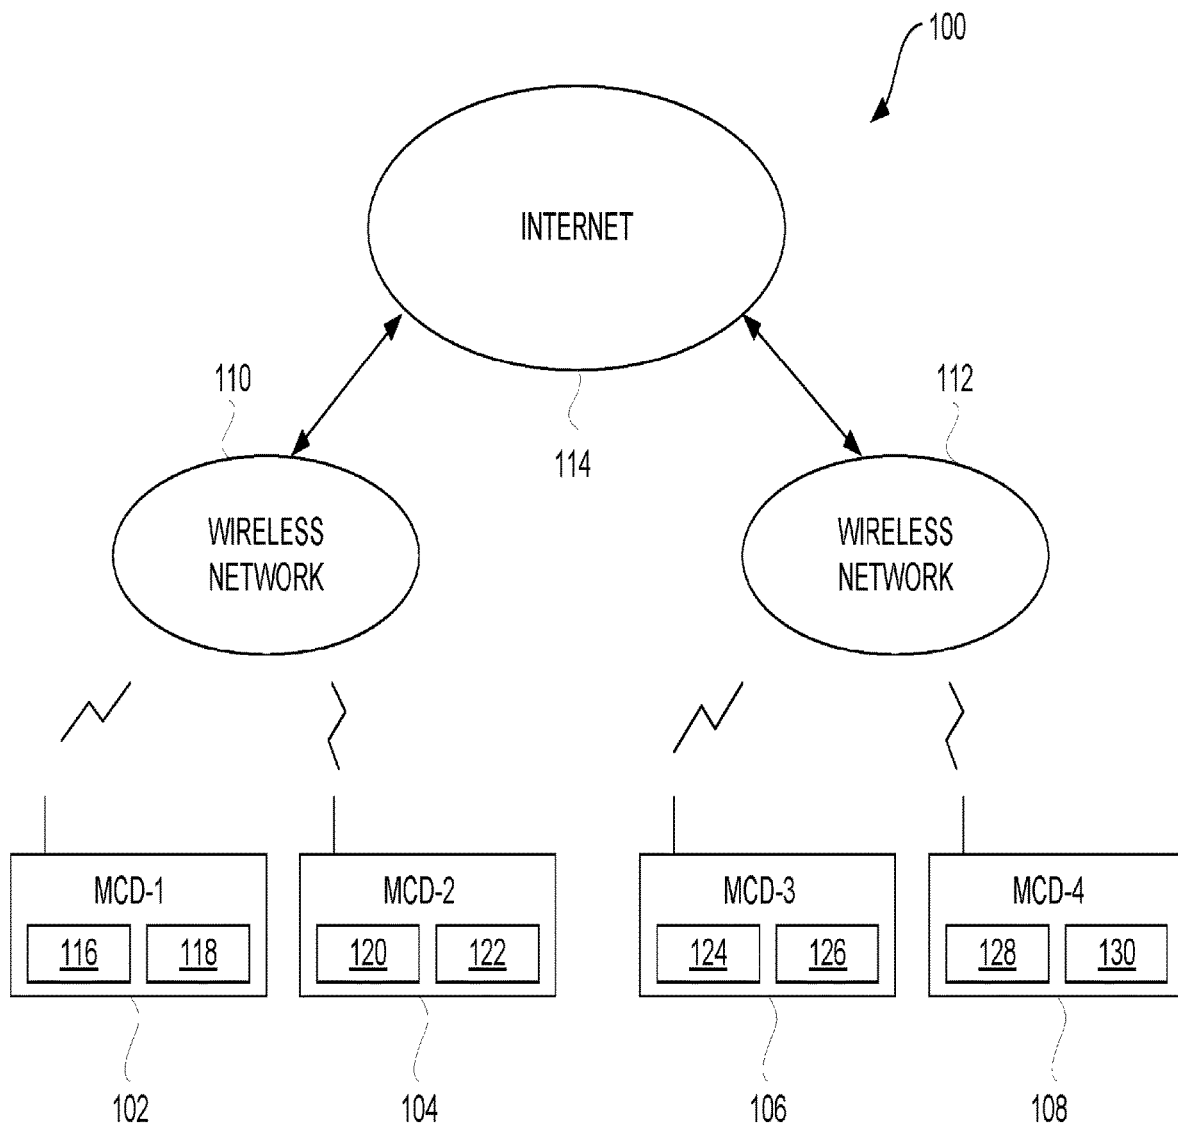 100
INTERNET
110
112
114
WIRELESS
NETWORK
WIRELESS
NETWORK
MCD-1
MCD-2
MCD-3
MCD-4
116 118
120 122
124 126
128 130
102
104
106
108